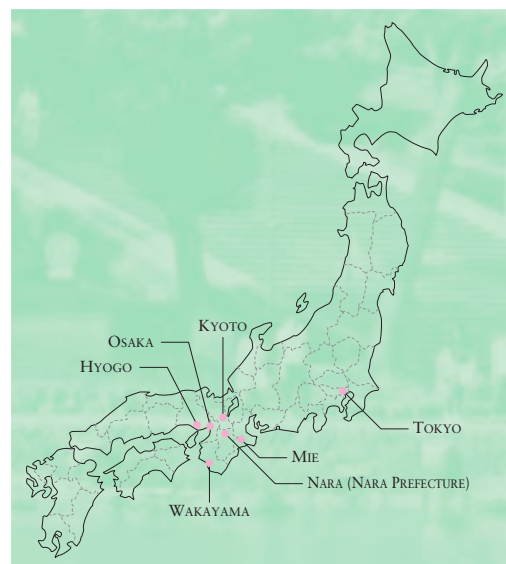 KYOTO
OSAKA
HYOGO
TOKYO
MIE
NARA (NARA PREFECTURE)
WAKAYAMA